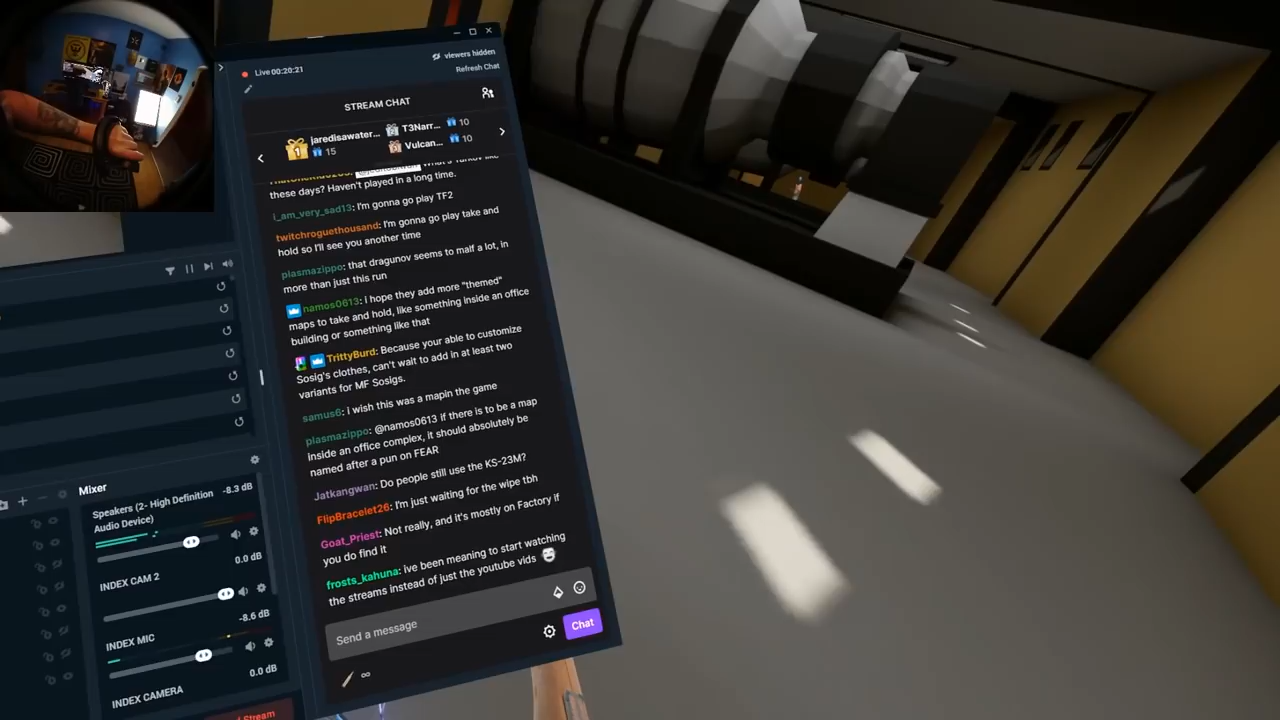 Live 00:20:21
viewers hidden
Refresh Chat
STREAM CHAT
jaredisawater...
15
T3Narr... 10
Vulcan... 10
1
What's Tarkov like
these days? Haven't played in a long time.
i_am_very_sad13: I'm gonna go play TF2
twitchroguethousand: I'm gonna go play take and
hold so I'll see you another time
plasmazippo: that dragunov seems to malf a lot, in
more than just this run
namos0613: I hope they add more "themed"
maps to take and hold, like something inside an office
building or something like that
TrittyBurd: Because your able to customize
Sosig's clothes, can't wait to add in at least two
variants for MF Sosigs.
samus6: i wish this was a mapin the game
plasmazippo: @namos0613 if there is to be a map
inside an office complex, it should absolutely be
named after a pun on FEAR
Jatkangwan: Do people still use the KS-23M?
FlipBracelet26: I'm just waiting for the wipe tbh
Goat_Priest: Not really, and it's mostly on Factory if
you do find it
frosts_kahuna: ive been meaning to start watching
the streams instead of just the youtube vids
Send a message
Chat
∞
Mixer
Speakers (2- High Definition
Audio Device)
-8.3 dB
INDEX CAM 2
0.0 dB
INDEX MIC
-8.6 dB
INDEX CAMERA
0.0 dB
Stream